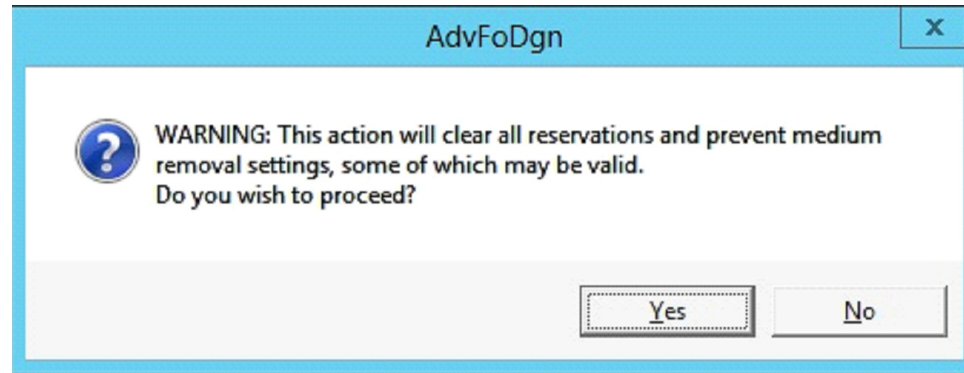 AdvFoDgn
x
WARNING: This action will clear all reservations and prevent medium
removal settings, some of which may be valid.
Do you wish to proceed?
Yes
No